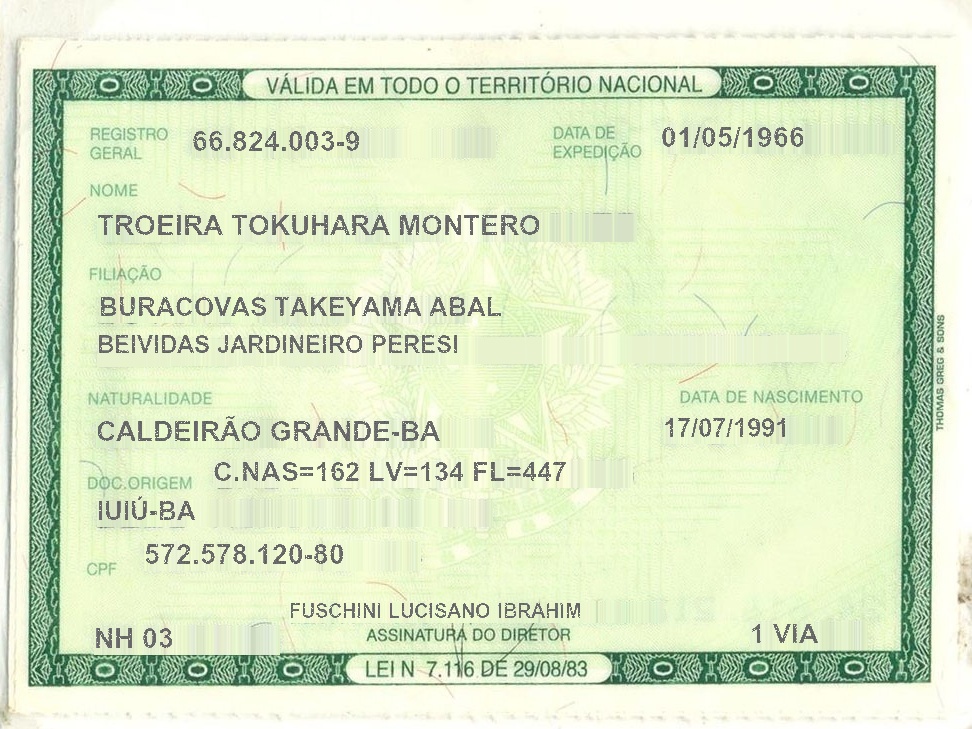 VÁLIDA EM TODO O TERRITÓRIO NACIONAL
REGISTRO GERAL 66.824.003-9 DATA DE EXPEDIÇÃO 01/05/1966
NOME
TROEIRA TOKUHARA MONTERO
FILIAÇÃO
BURACOVAS TAKEYAMA ABAL
BEIVIDAS JARDINEIRO PERESI
NATURALIDADE DATA DE NASCIMENTO
CALDEIRÃO GRANDE-BA 17/07/1991
DOC.ORIGEM C.NAS=162 LV=134 FL=447
IUIÚ-BA
CPF 572.578.120-80
FUSCHINI LUCISANO IBRAHIM
NH 03 ASSINATURA DO DIRETOR 1 VIA
LEI N 7.116 DE 29/08/83
THOMAS GREG & SONS